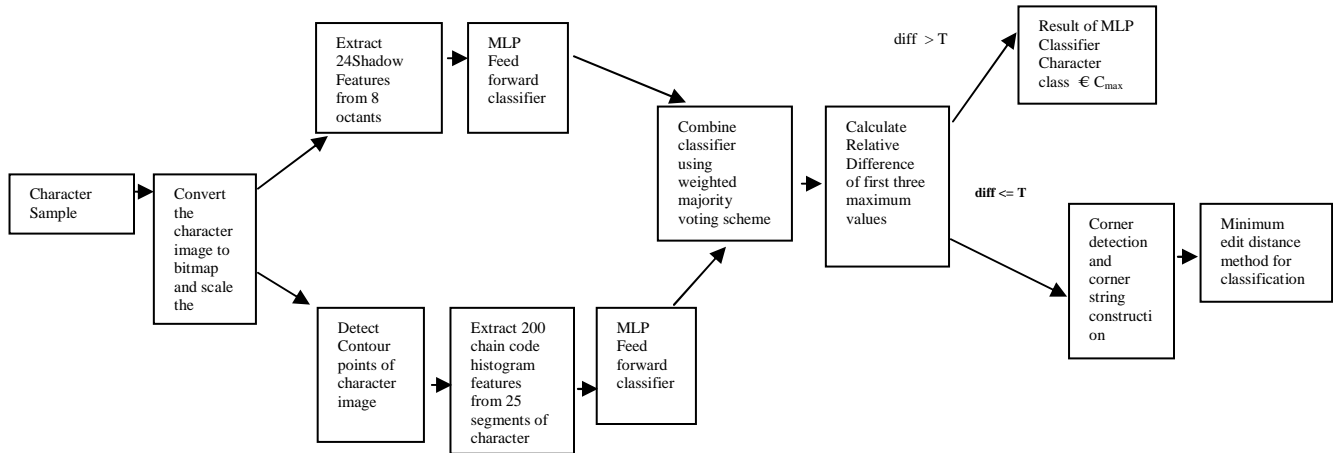 Character
Sample
Convert
the
character
image to
bitmap
and scale
the
Extract
24Shadow
Features
from 8
octants
MLP
Feed
forward
classifier
Detect
Contour
points of
character
image
Extract 200
chain code
histogram
features
from 25
segments of
character
MLP
Feed
forward
classifier
Combine
classifier
using
weighted
majority
voting scheme
Calculate
Relative
Difference
of first three
maximum
values
diff > T
Result of MLP
Classifier
Character
class € Cmax
diff <= T
Corner
detection
and
corner
string
constructi
on
Minimum
edit distance
method for
classification